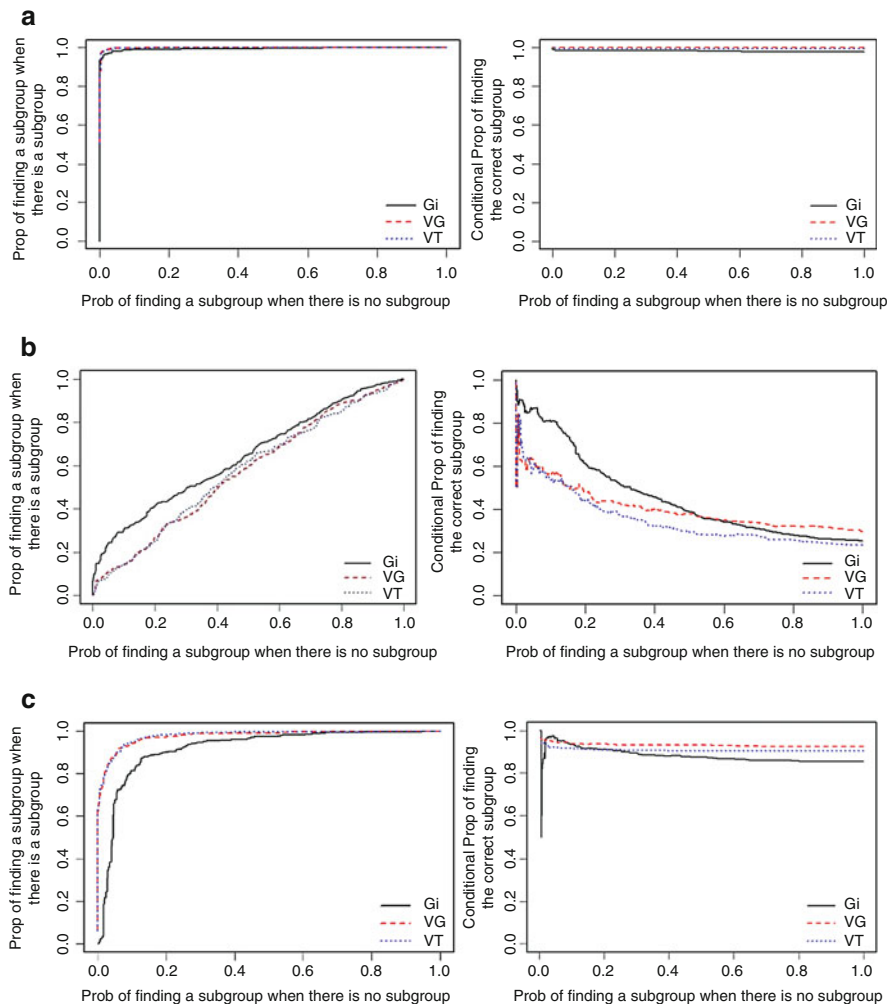 a
Prop of finding a subgroup when
there is a subgroup
0.0 0.2 0.4 0.6 0.8 1.0
Gi
VG
VT
0.0 0.2 0.4 0.6 0.8 1.0
Prob of finding a subgroup when there is no subgroup
Conditional Prop of finding
the correct subgroup
0.0 0.2 0.4 0.6 0.8 1.0
Gi
VG
VT
0.0 0.2 0.4 0.6 0.8 1.0
Prob of finding a subgroup when there is no subgroup
b
Prop of finding a subgroup when
there is a subgroup
0.0 0.2 0.4 0.6 0.8 1.0
Gi
VG
VT
0.0 0.2 0.4 0.6 0.8 1.0
Prob of finding a subgroup when there is no subgroup
Conditional Prop of finding
the correct subgroup
0.0 0.2 0.4 0.6 0.8 1.0
Gi
VG
VT
0.0 0.2 0.4 0.6 0.8 1.0
Prob of finding a subgroup when there is no subgroup
c
Prop of finding a subgroup when
there is a subgroup
0.0 0.2 0.4 0.6 0.8 1.0
Gi
VG
VT
0.0 0.2 0.4 0.6 0.8 1.0
Prob of finding a subgroup when there is no subgroup
Conditional Prop of finding
the correct subgroup
0.0 0.2 0.4 0.6 0.8 1.0
Gi
VG
VT
0.0 0.2 0.4 0.6 0.8 1.0
Prob of finding a subgroup when there is no subgroup